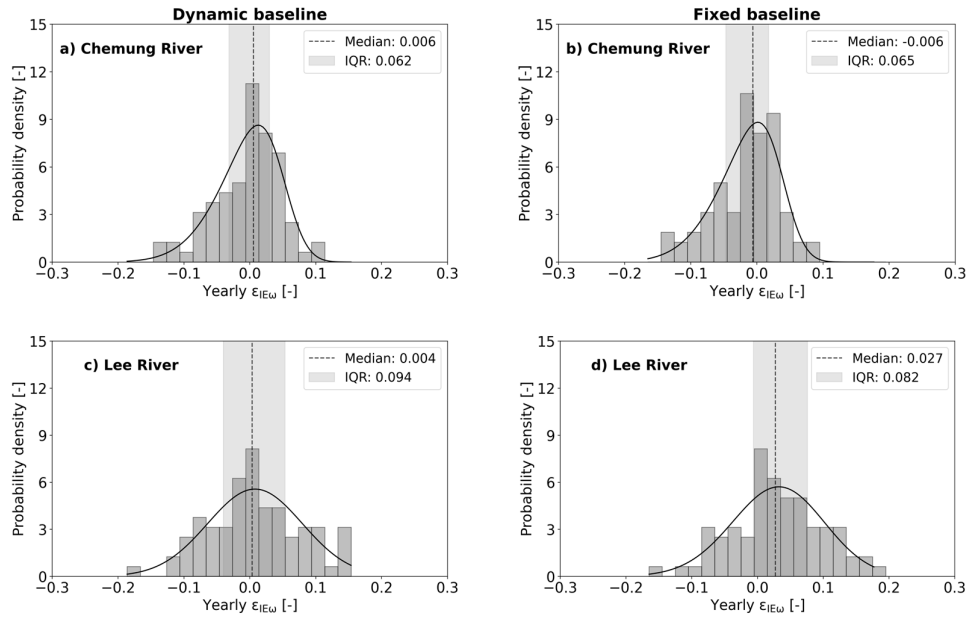 Dynamic baseline
Fixed baseline
a) Chemung River
Median: 0.006
IQR: 0.062
15
12
9
6
3
0
Probability density [-]
−0.3 −0.2 −0.1 0.0 0.1 0.2 0.3
Yearly ε_IEω [-]
b) Chemung River
Median: -0.006
IQR: 0.065
15
12
9
6
3
0
Probability density [-]
−0.3 −0.2 −0.1 0.0 0.1 0.2 0.3
Yearly ε_IEω [-]
c) Lee River
Median: 0.004
IQR: 0.094
15
12
9
6
3
0
Probability density [-]
−0.3 −0.2 −0.1 0.0 0.1 0.2 0.3
Yearly ε_IEω [-]
d) Lee River
Median: 0.027
IQR: 0.082
15
12
9
6
3
0
Probability density [-]
−0.3 −0.2 −0.1 0.0 0.1 0.2 0.3
Yearly ε_IEω [-]